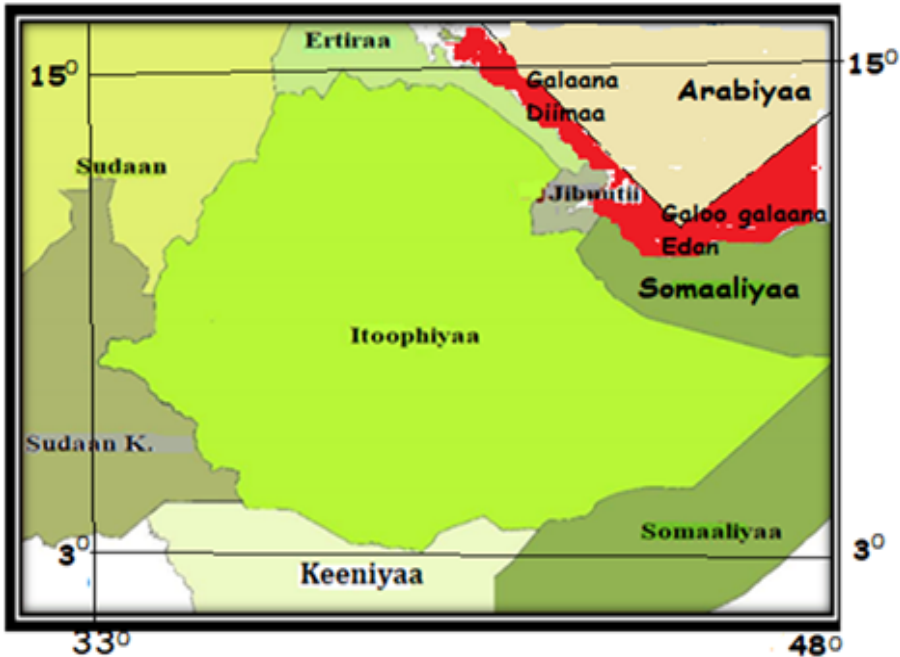 Ertiraa
15⁰
15⁰
Galaana
Diimaa
Arabiyaa
Sudaan
Jibuutii
Galoo galaana
Edan
Somaaliyaa
Itoophiyaa
Sudaan K.
Somaaliyaa
3⁰
3⁰
Keeniyaa
33⁰
48⁰